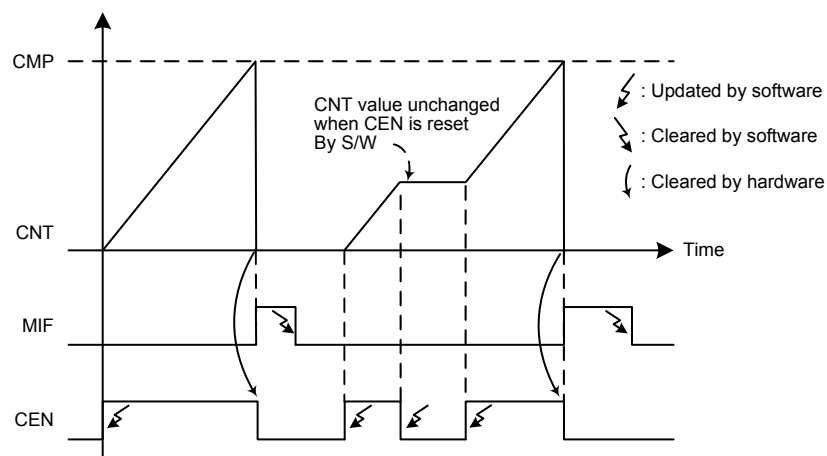 CMP
CNT value unchanged
when CEN is reset
By S/W
: Updated by software
: Cleared by software
: Cleared by hardware
CNT
Time
MIF
CEN